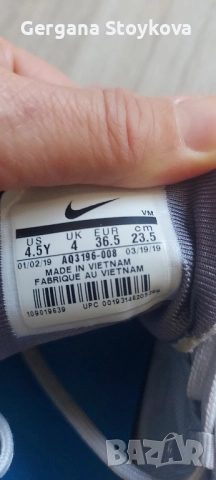 Gergana Stoykova
VM
US UK EUR cm
4.5Y 4 36.5 23.5
01/02/19 AQ3196-008 03/19/19
MADE IN VIETNAM
FABRIQUE AU VIETNAM
109819639
BAZAR